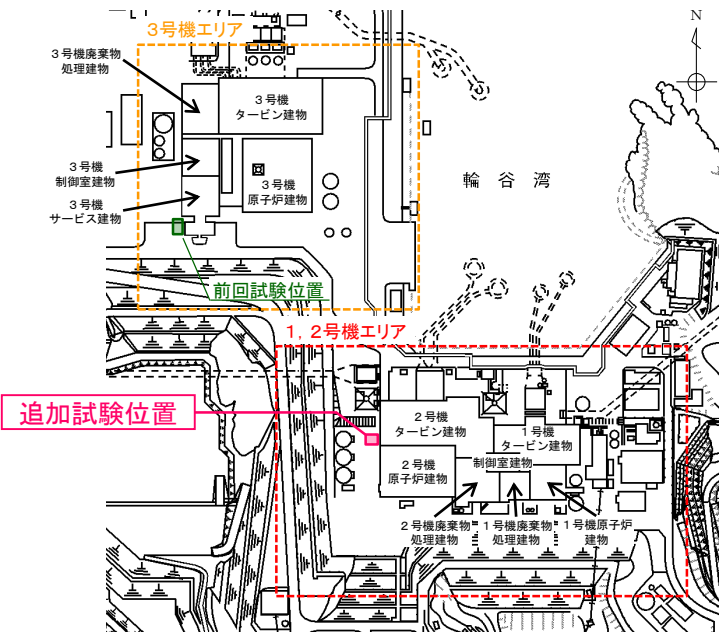 3号機エリア
N
3号機廃棄物
処理建物
3号機
タービン建物
3号機
制御室建物
3号機
原子炉建物
輪谷湾
3号機
サービス建物
前回試験位置
1,2号機エリア
追加試験位置
2号機
タービン建物
1号機
タービン建物
制御室建物
2号機
原子炉建物
2号機廃棄物
処理建物
1号機廃棄物
処理建物
1号機原子炉
建物